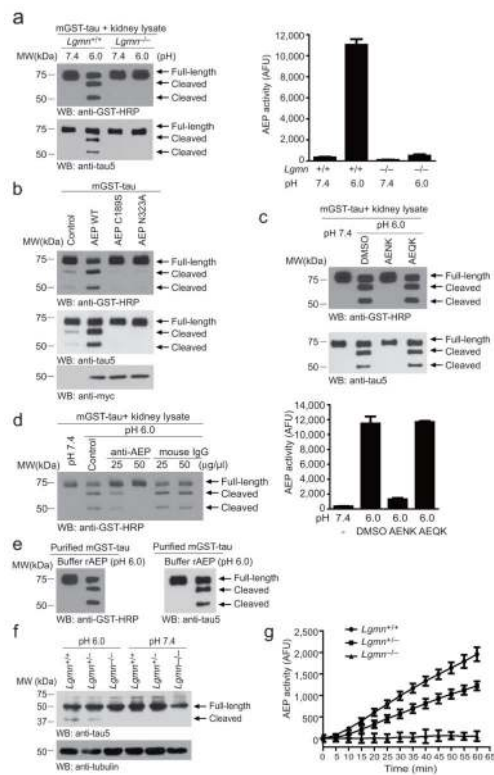 a
mGST-tau + kidney lysate
Lgmn+/+ Lgmn–/–
MW(kDa) 7.4 6.0 7.4 6.0 (pH)
75 Full-length
Cleaved
50 Cleaved
WB: anti-GST-HRP
75 Full-length
Cleaved
50 Cleaved
WB: anti-tau5
AEP activity (AFU)
12,000
10,000
8,000
6,000
4,000
2,000
0
Lgmn +/+ +/+ –/– –/–
pH 7.4 6.0 7.4 6.0
b
mGST-tau
Control AEP WT AEP C189S AEP N323A
MW(kDa)
75 Full-length
Cleaved
50 Cleaved
WB: anti-GST-HRP
75 Full-length
Cleaved
50 Cleaved
WB: anti-tau5
50
WB: anti-myc
c
mGST-tau+ kidney lysate
pH 6.0
pH 7.4 DMSO AENK AEQK
MW(kDa)
75 Full-length
Cleaved
50 Cleaved
WB: anti-GST-HRP
75 Full-length
Cleaved
50 Cleaved
WB: anti-tau5
AEP activity (AFU)
14,000
12,000
10,000
8,000
6,000
4,000
2,000
0
pH 7.4 6.0 6.0 6.0
- DMSO AENK AEQK
d
mGST-tau+ kidney lysate
pH 6.0
pH 7.4 Control anti-AEP mouse IgG
MW(kDa) 25 50 25 50 (µg/µl)
75 Full-length
Cleaved
50 Cleaved
WB: anti-GST-HRP
e
Purified mGST-tau Purified mGST-tau
Buffer rAEP (pH 6.0) Buffer rAEP (pH 6.0)
75 75 Full-length
Cleaved
50 50 Cleaved
WB: anti-GST-HRP WB: anti-tau5
f
pH 6.0 pH 7.4
MW (kDa) Lgmn+/+ Lgmn+/– Lgmn–/– Lgmn+/+ Lgmn+/– Lgmn–/–
75
50 Full-length
37 Cleaved
WB: anti-tau5
50
WB: anti-tubulin
g
Lgmn+/+
Lgmn+/–
Lgmn–/–
AEP activity (AFU)
2500
2000
1500
1000
500
0
0 5 10 15 20 25 30 35 40 45 50 55 60 65
Time (min)